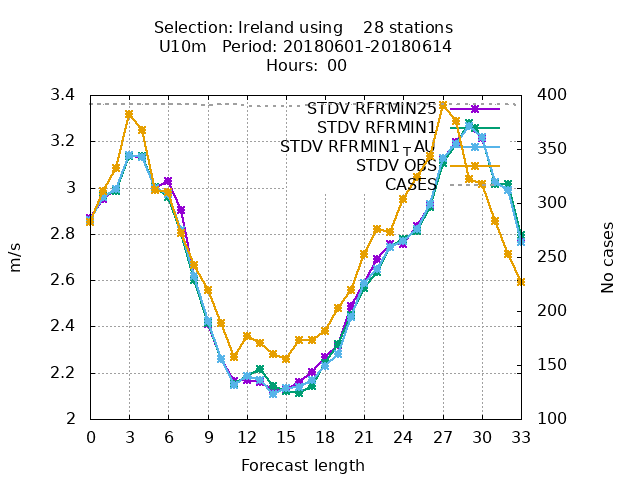 Selection: Ireland using 28 stations
U10m Period: 20180601-20180614
Hours: 00
3.4
3.2
3
2.8
2.6
2.4
2.2
2
m/s
400
350
300
250
200
150
100
No cases
STDV RFRMIN25
STDV RFRMIN1
STDV RFRMIN1_TAU
STDV OBS
CASES
0 3 6 9 12 15 18 21 24 27 30 33
Forecast length